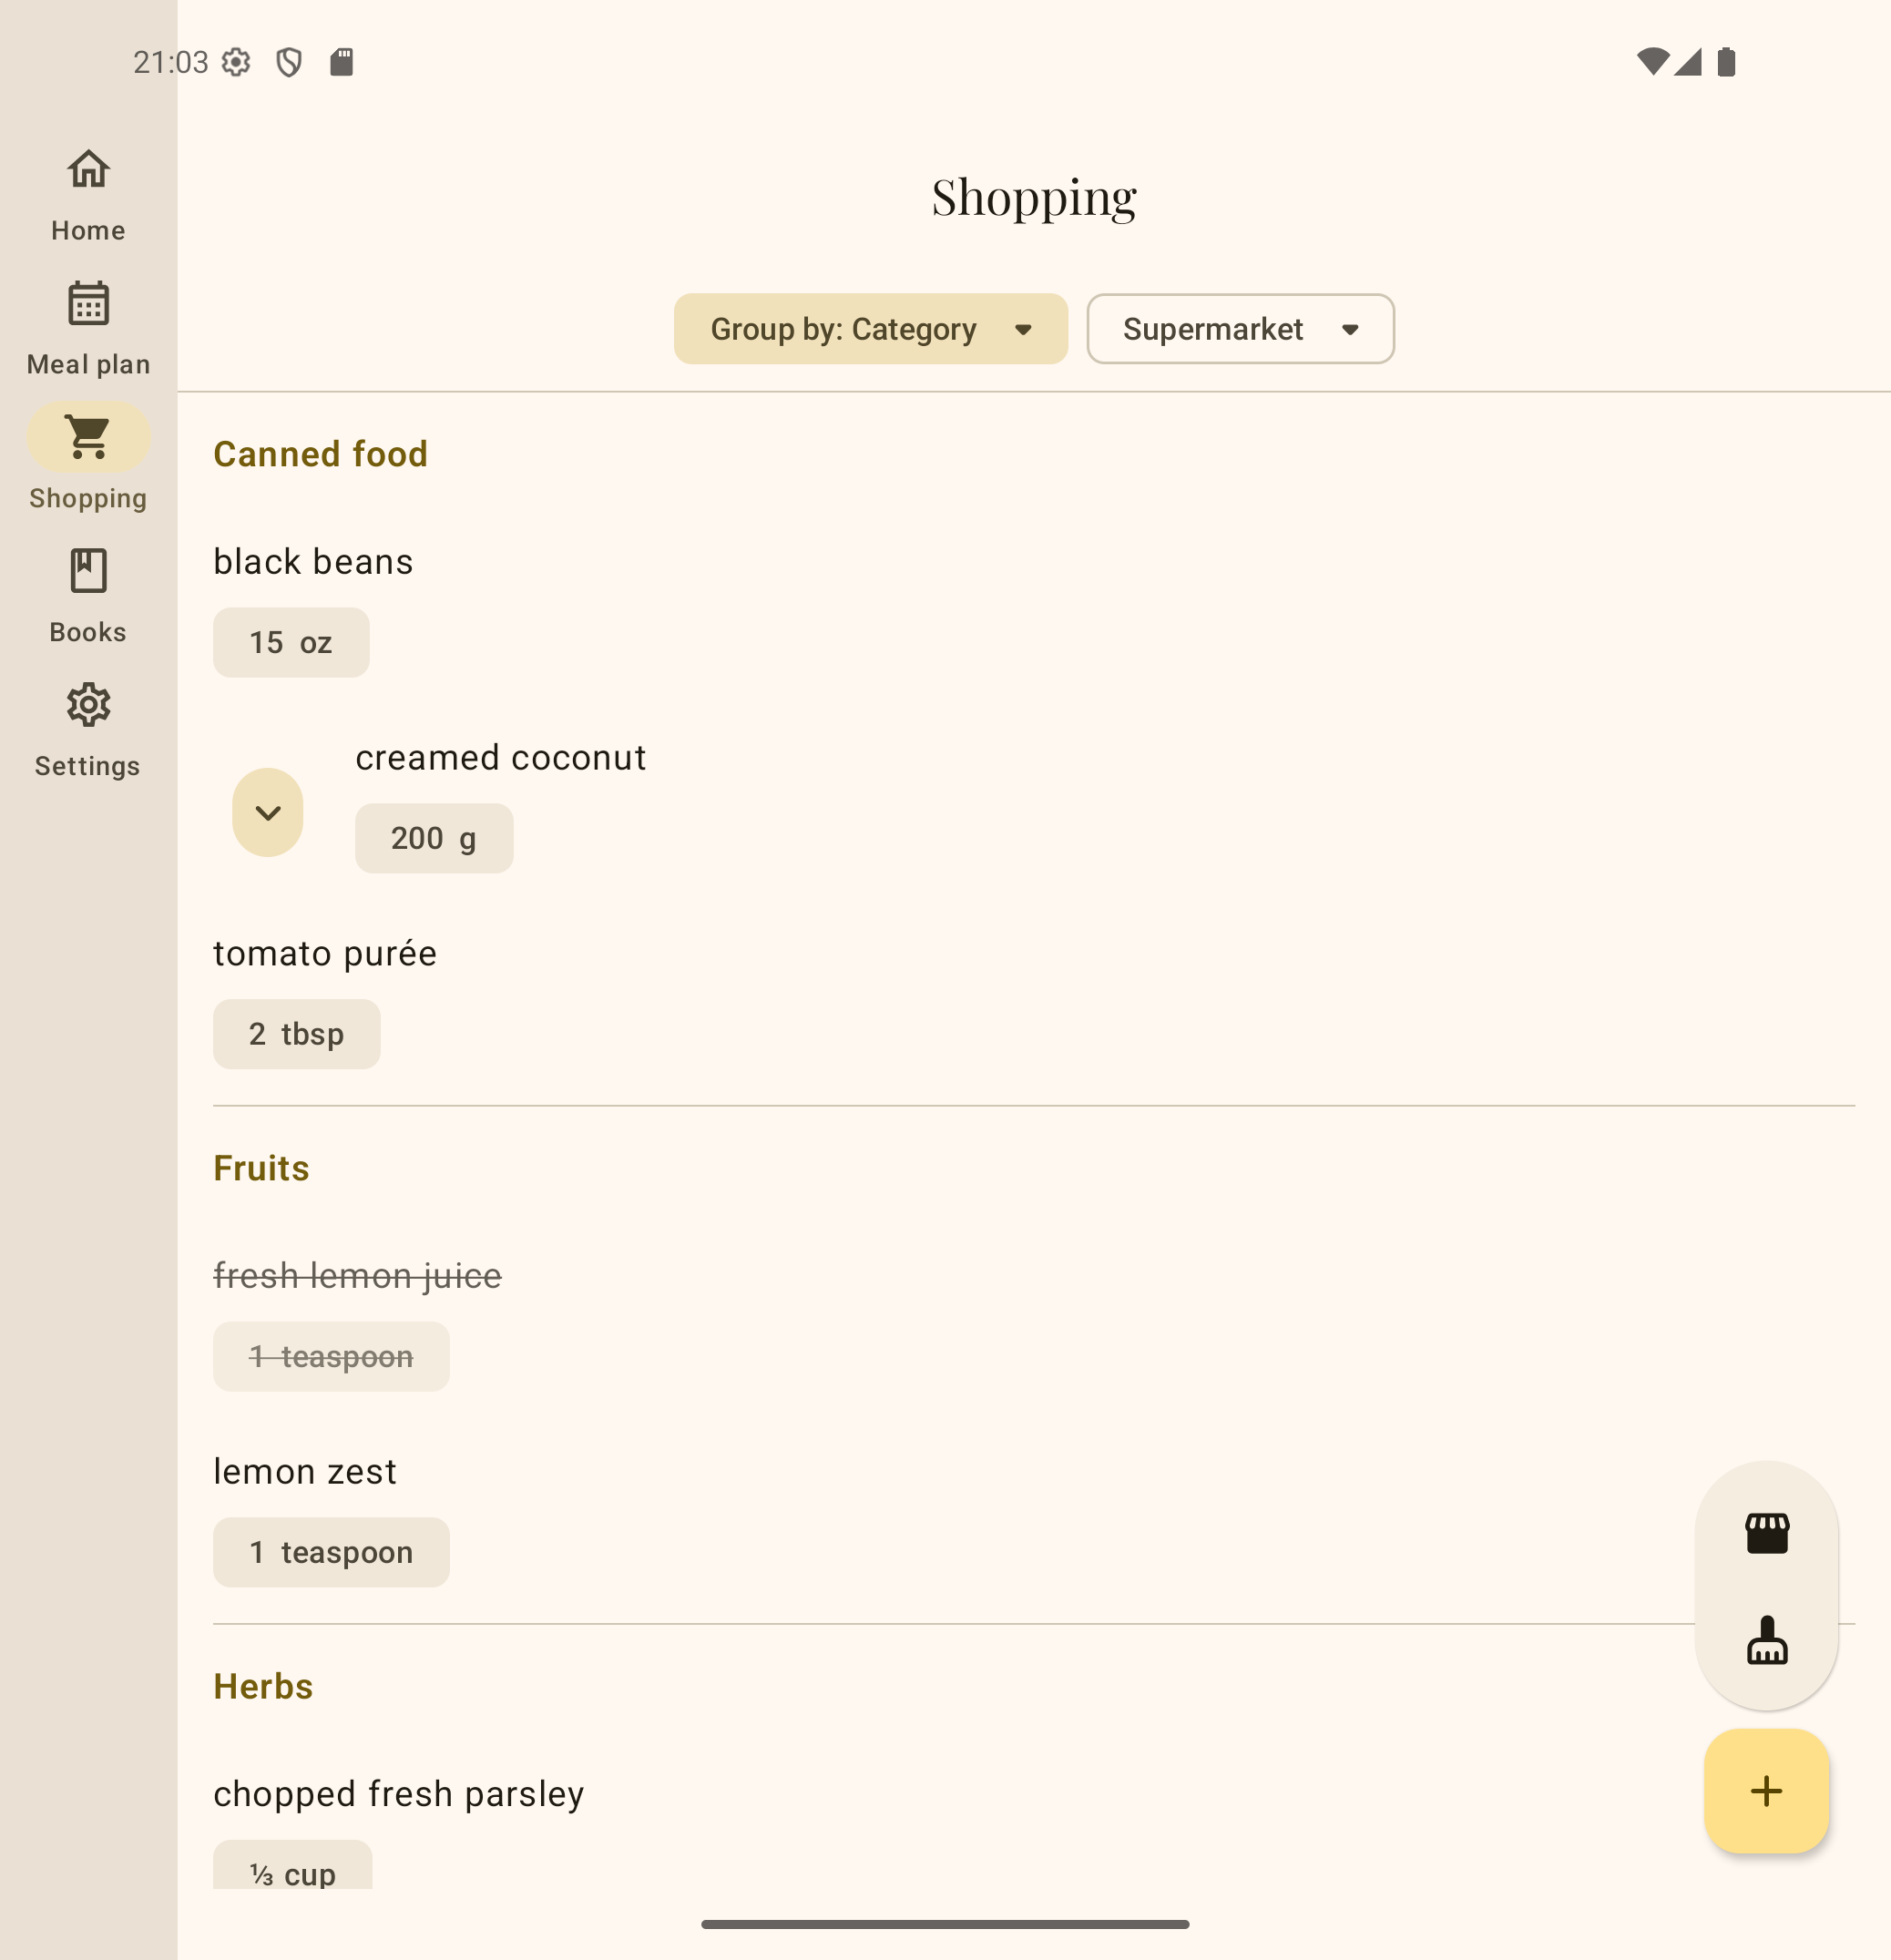 21:03
Home
Meal plan
Shopping
Books
Settings
Shopping
Group by: Category
Supermarket
Canned food
black beans
15 oz
creamed coconut
200 g
tomato purée
2 tbsp
Fruits
fresh lemon juice
1 teaspoon
lemon zest
1 teaspoon
Herbs
chopped fresh parsley
⅓ cup